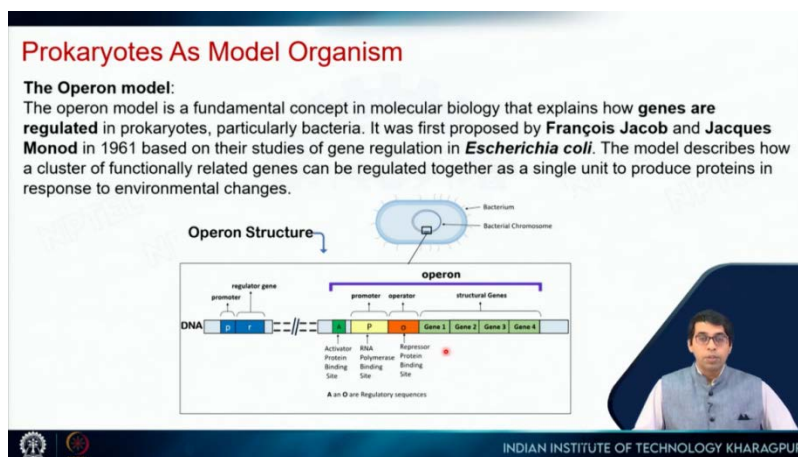 Prokaryotes As Model Organism
The Operon model:
The operon model is a fundamental concept in molecular biology that explains how genes are
regulated in prokaryotes, particularly bacteria. It was first proposed by François Jacob and Jacques
Monod in 1961 based on their studies of gene regulation in Escherichia coli. The model describes how
a cluster of functionally related genes can be regulated together as a single unit to produce proteins in
response to environmental changes.
Bacterium
Bacterial Chromosome
Operon Structure
operon
regulator gene
promoter
promoter operator structural Genes
DNA p r A P o Gene 1 Gene 2 Gene 3 Gene 4
Activator
Protein
Binding
Site
RNA
Polymerase
Binding
Site
Repressor
Protein
Binding
Site
A an O are Regulatory sequences
INDIAN INSTITUTE OF TECHNOLOGY KHARAGPUR